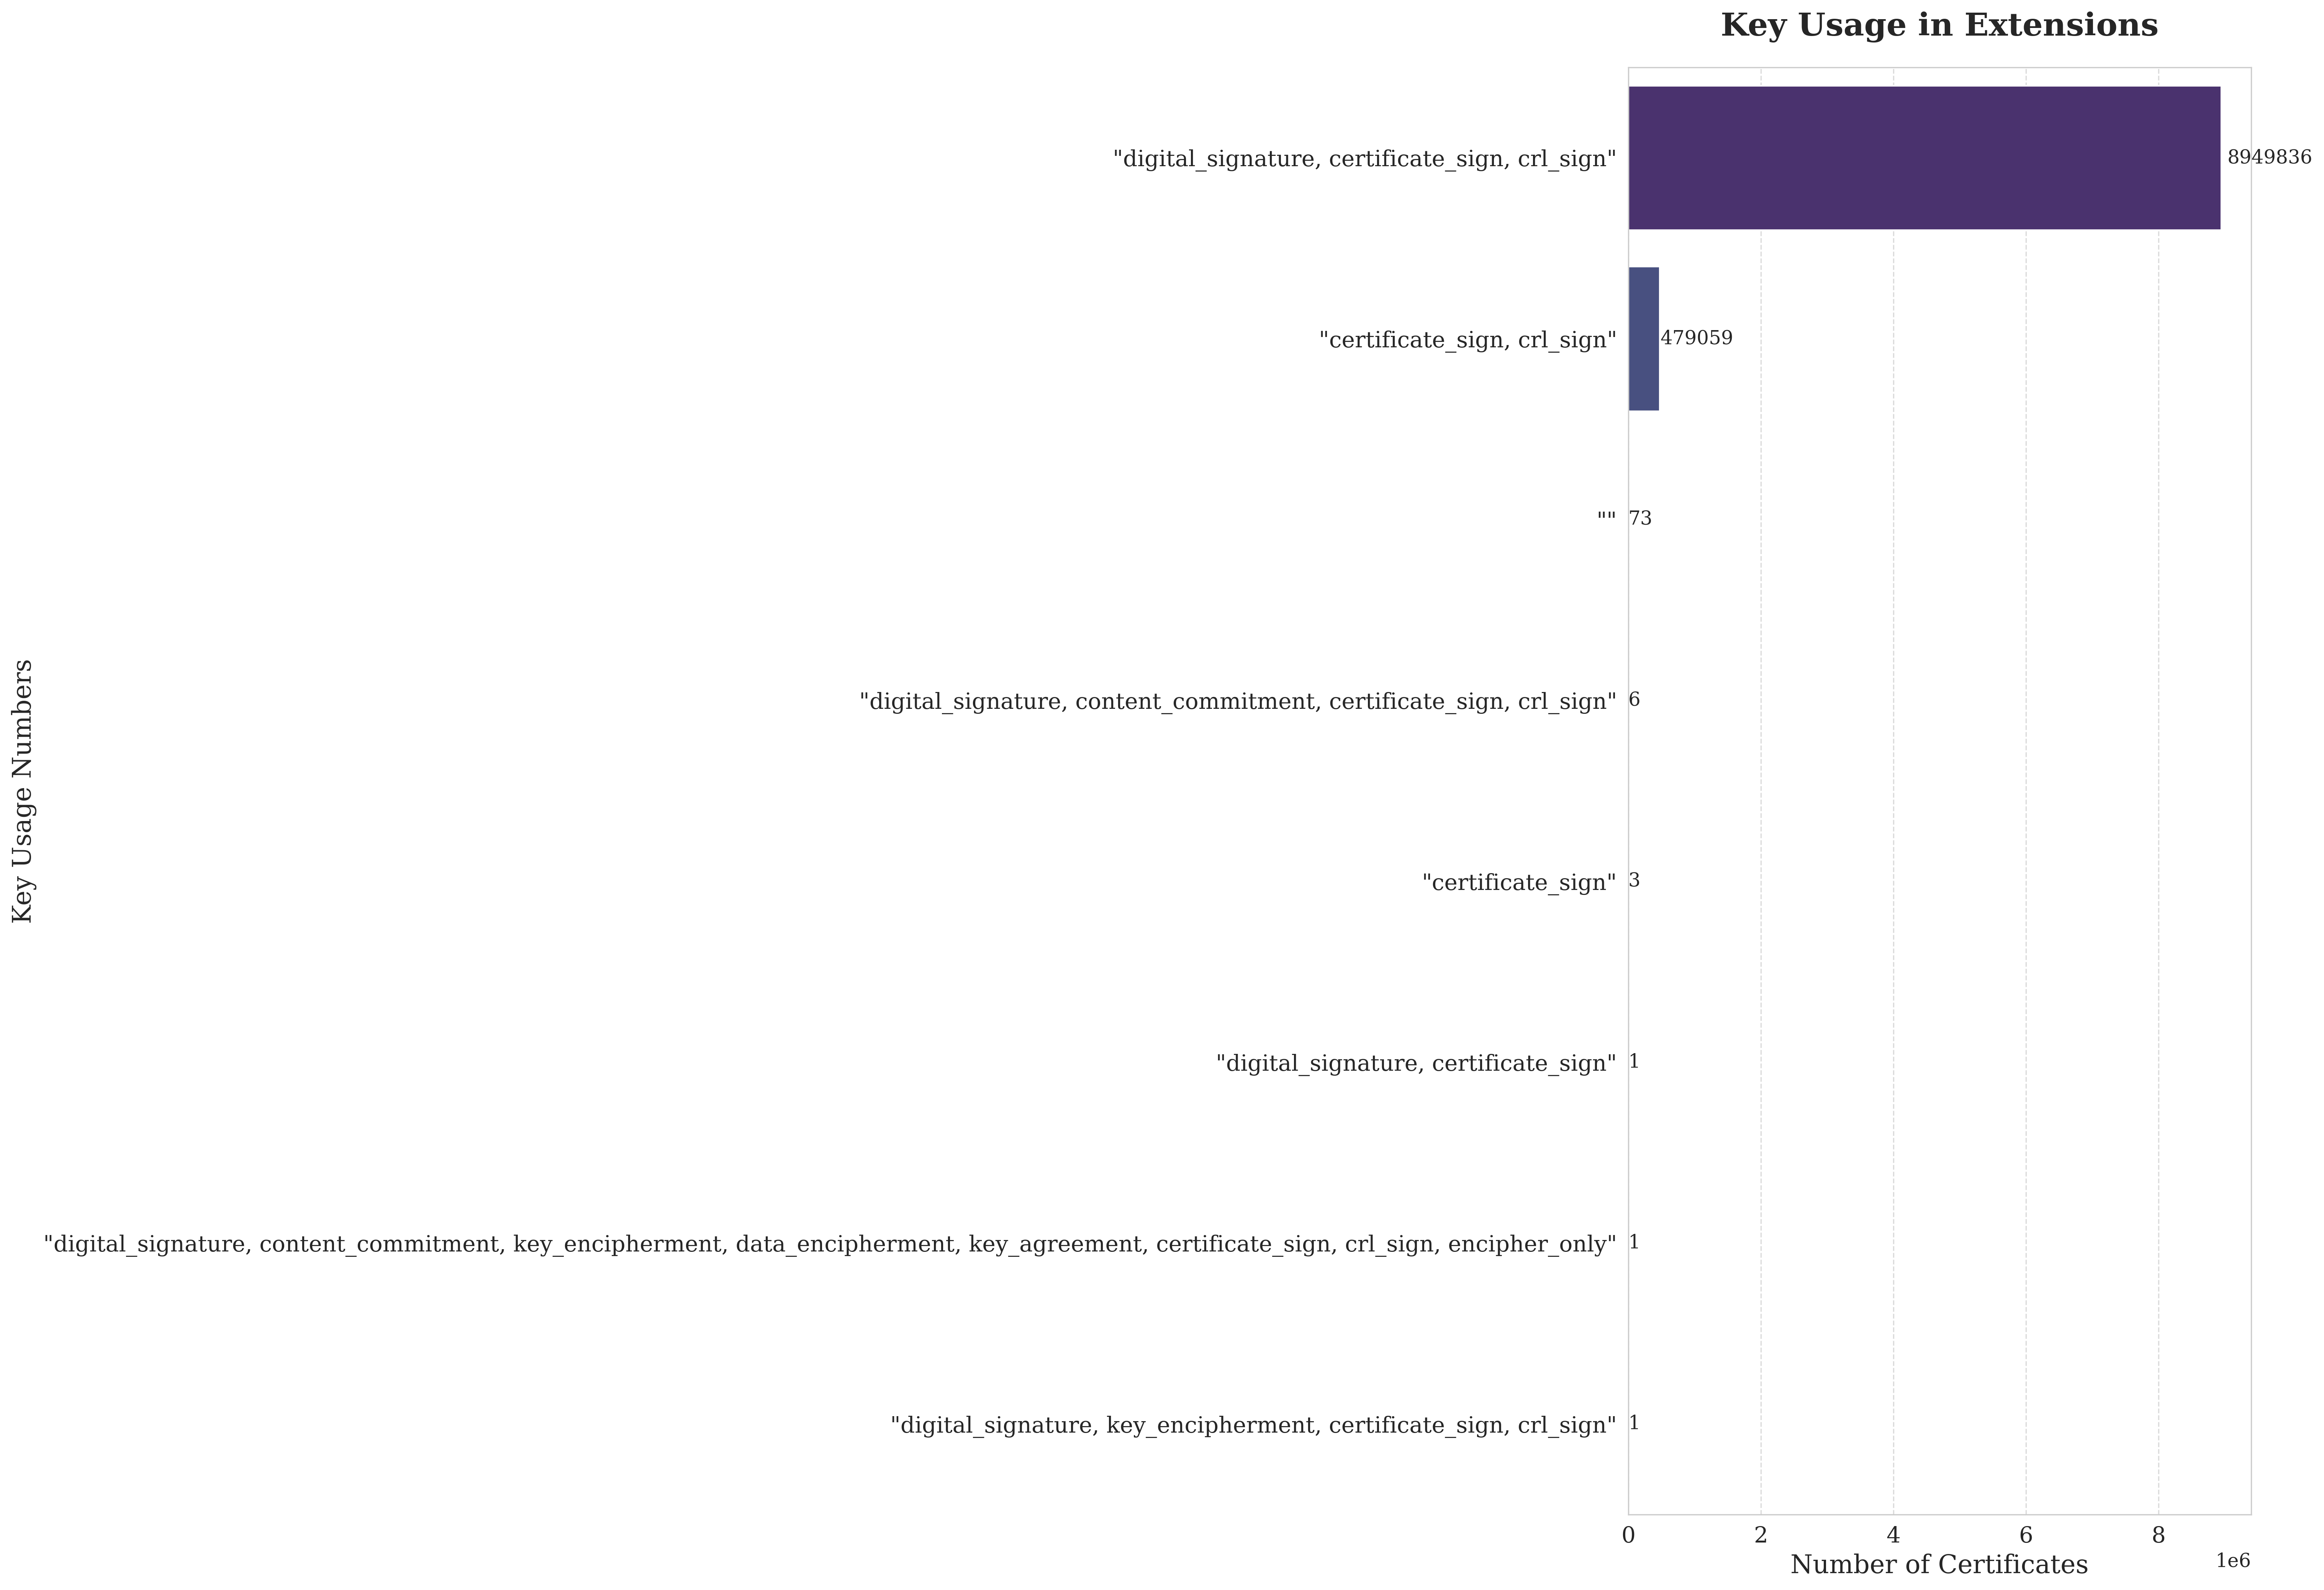 Key Usage in Extensions
"digital_signature, certificate_sign, crl_sign" 8949836
"certificate_sign, crl_sign" 479059
"" 73
"digital_signature, content_commitment, certificate_sign, crl_sign" 6
"certificate_sign" 3
"digital_signature, certificate_sign" 1
"digital_signature, content_commitment, key_encipherment, data_encipherment, key_agreement, certificate_sign, crl_sign, encipher_only" 1
"digital_signature, key_encipherment, certificate_sign, crl_sign" 1
Key Usage Numbers
0 2 4 6 8
1e6
Number of Certificates